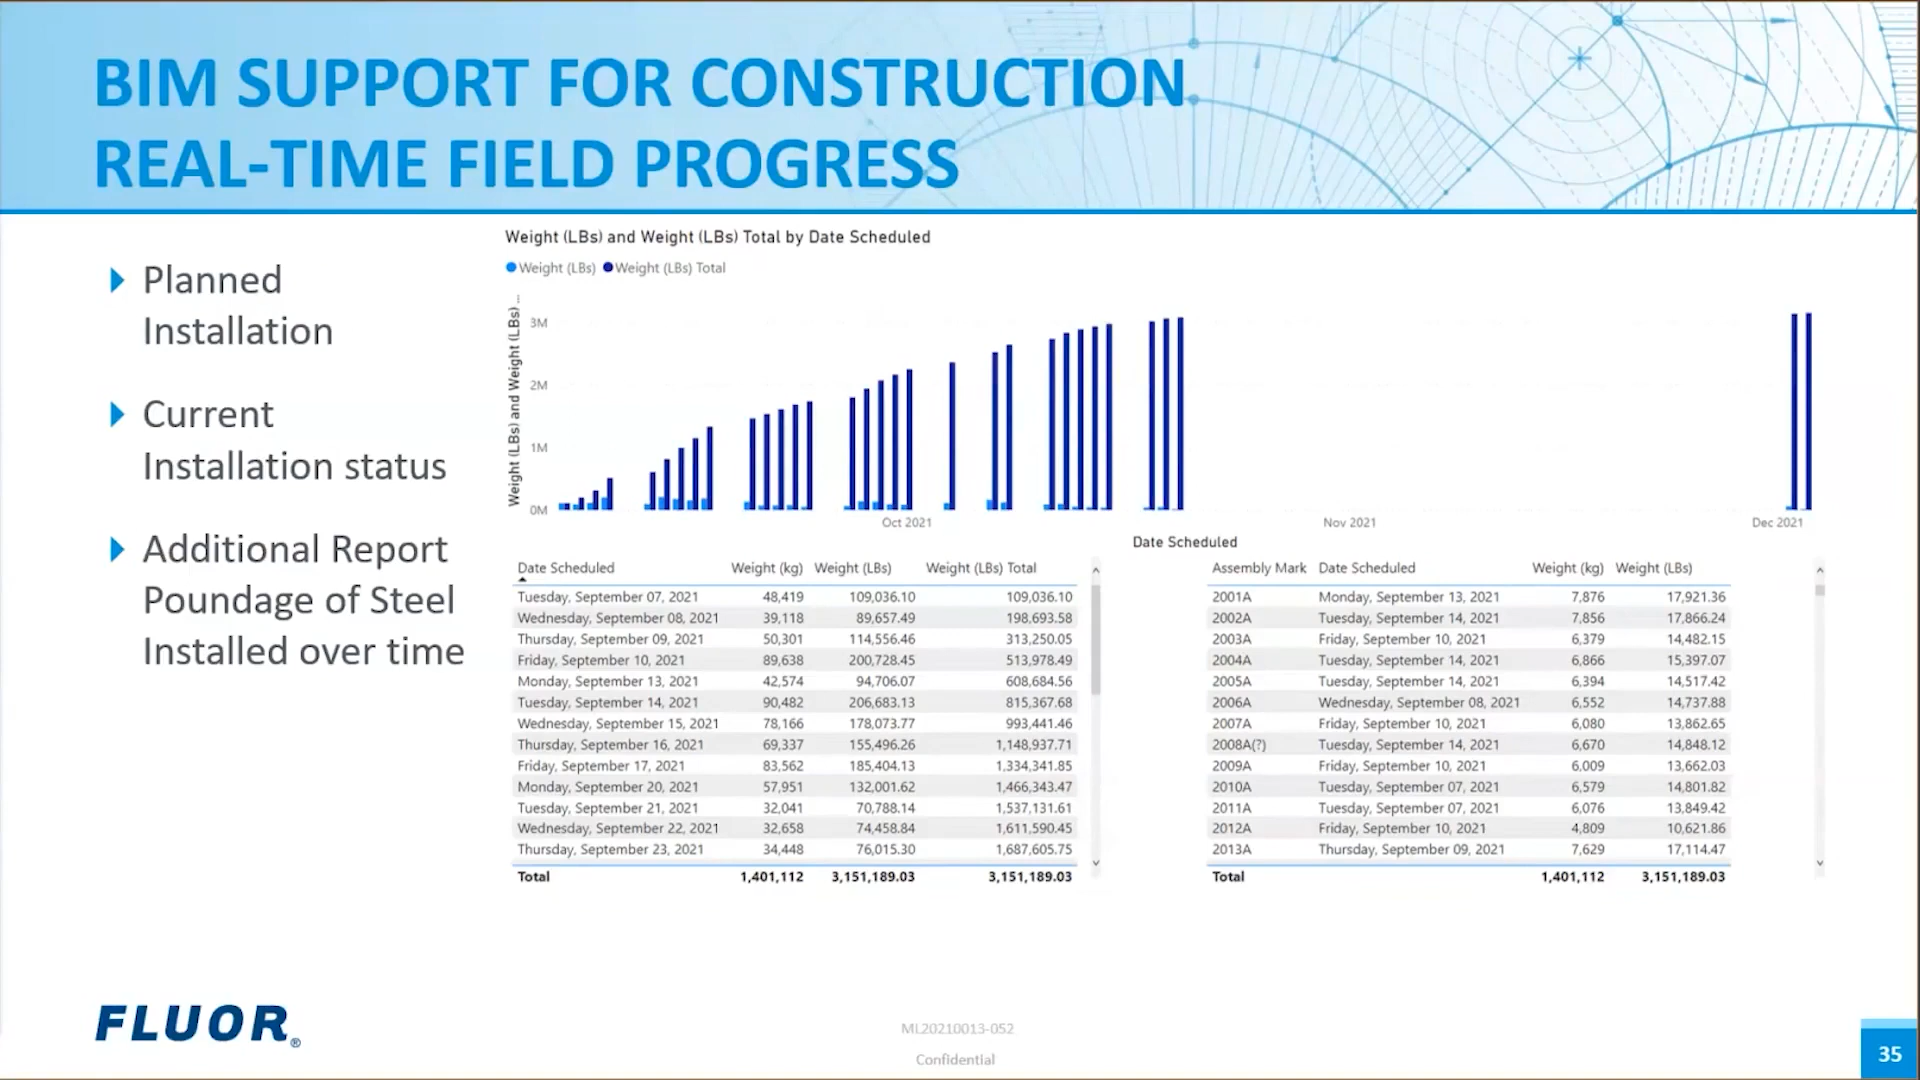 BIM SUPPORT FOR CONSTRUCTION
REAL-TIME FIELD PROGRESS
Planned
Installation
Current
Installation status
Additional Report
Poundage of Steel
Installed over time
Weight (LBs) and Weight (LBs) Total by Date Scheduled
Weight (LBs) Weight (LBs) Total
Weight (LBs) and Weight (LBs) ...
3M
2M
1M
0M
Oct 2021 Nov 2021 Dec 2021
Date Scheduled
Date Scheduled Weight (kg) Weight (LBs) Weight (LBs) Total
Tuesday, September 07, 2021 48,419 109,036.10 109,036.10
Wednesday, September 08, 2021 39,118 89,657.49 198,693.58
Thursday, September 09, 2021 50,301 114,556.46 313,250.05
Friday, September 10, 2021 89,638 200,728.45 513,978.49
Monday, September 13, 2021 42,574 94,706.07 608,684.56
Tuesday, September 14, 2021 90,482 206,683.13 815,367.68
Wednesday, September 15, 2021 78,166 178,073.77 993,441.46
Thursday, September 16, 2021 69,337 155,496.26 1,148,937.71
Friday, September 17, 2021 83,562 185,404.13 1,334,341.85
Monday, September 20, 2021 57,951 132,001.62 1,466,343.47
Tuesday, September 21, 2021 32,041 70,788.14 1,537,131.61
Wednesday, September 22, 2021 32,658 74,458.84 1,611,590.45
Thursday, September 23, 2021 34,448 76,015.30 1,687,605.75
Total 1,401,112 3,151,189.03 3,151,189.03
Assembly Mark Date Scheduled Weight (kg) Weight (LBs)
2001A Monday, September 13, 2021 7,876 17,921.36
2002A Tuesday, September 14, 2021 7,856 17,866.24
2003A Friday, September 10, 2021 6,379 14,482.15
2004A Tuesday, September 14, 2021 6,866 15,397.07
2005A Tuesday, September 14, 2021 6,394 14,517.42
2006A Wednesday, September 08, 2021 6,552 14,737.88
2007A Friday, September 10, 2021 6,080 13,862.65
2008A(?) Tuesday, September 14, 2021 6,670 14,848.12
2009A Friday, September 10, 2021 6,009 13,662.03
2010A Tuesday, September 07, 2021 6,579 14,801.82
2011A Tuesday, September 07, 2021 6,076 13,849.42
2012A Friday, September 10, 2021 4,809 10,621.86
2013A Thursday, September 09, 2021 7,629 17,114.47
Total 1,401,112 3,151,189.03
FLUOR®
ML20210013-052
Confidential
35